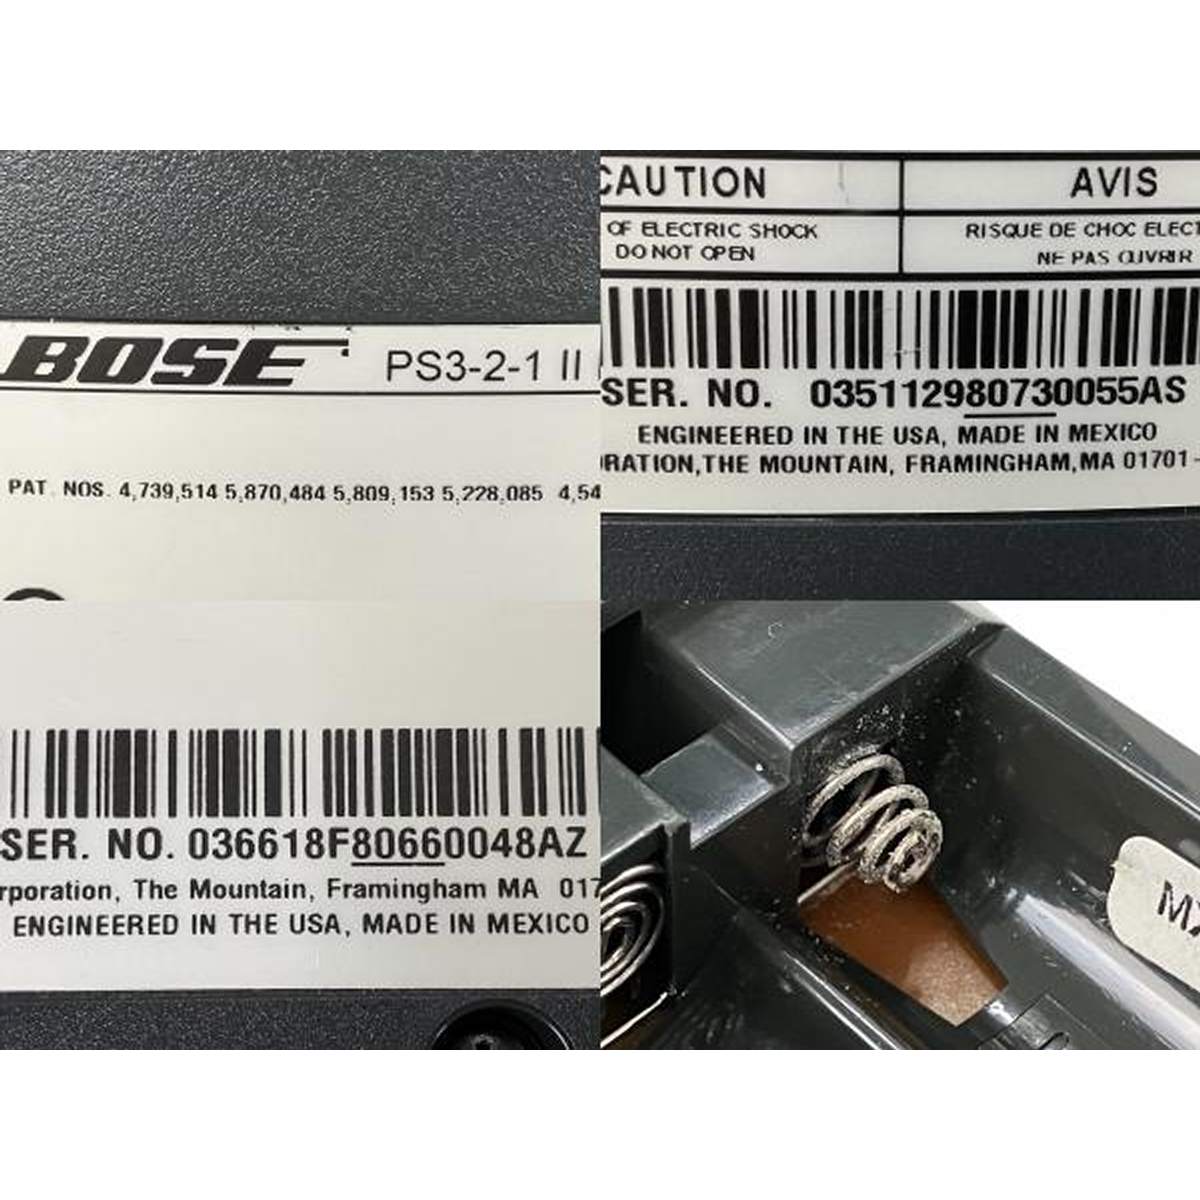 BOSE PS3-2-1 II
PAT. NOS. 4,739,514 5,870,484 5,809,153 5,228,085 4,54
CAUTION AVIS
OF ELECTRIC SHOCK
DO NOT OPEN
RISQUE DE CHOC ELECT
NE PAS OUVRIR
SER. NO. 035112980730055AS
ENGINEERED IN THE USA, MADE IN MEXICO
RATION,THE MOUNTAIN, FRAMINGHAM,MA 01701-
SER. NO. 036618F80660048AZ
rporation, The Mountain, Framingham MA 017
ENGINEERED IN THE USA, MADE IN MEXICO
MX